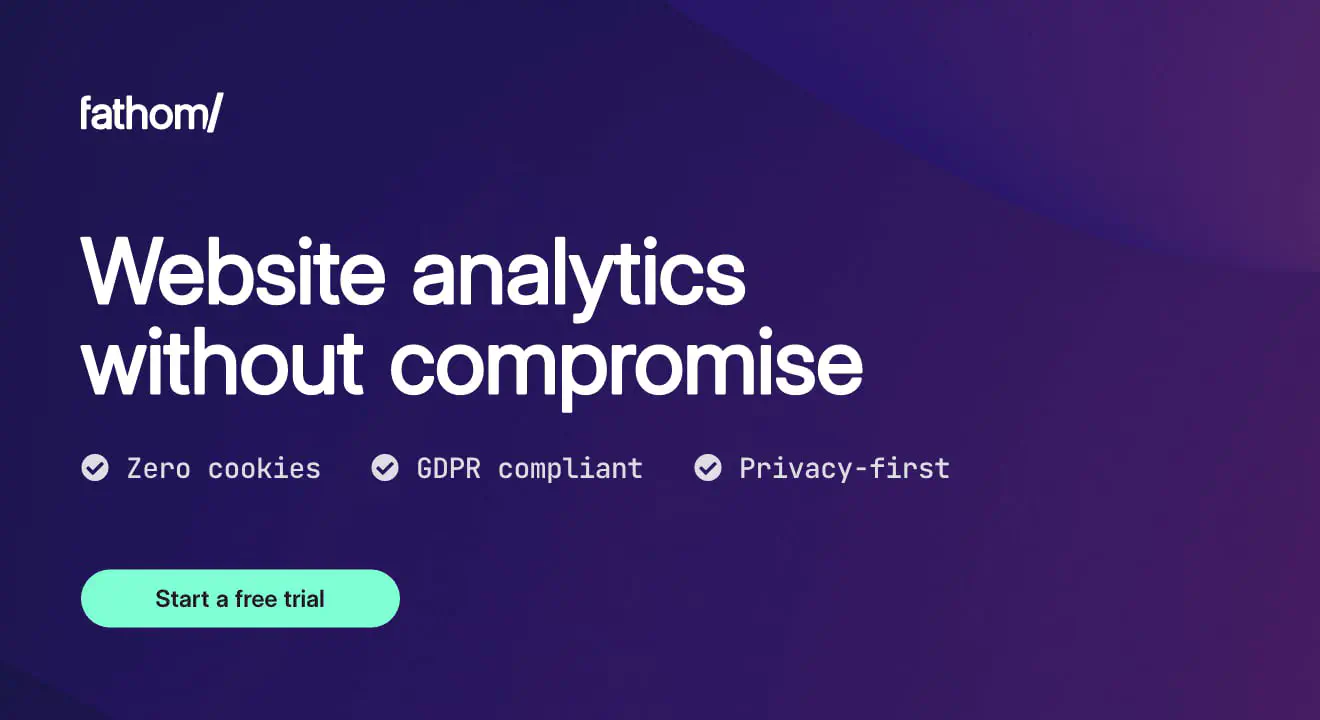 fathom/
Website analytics
without compromise
Zero cookies GDPR compliant Privacy-first
Start a free trial